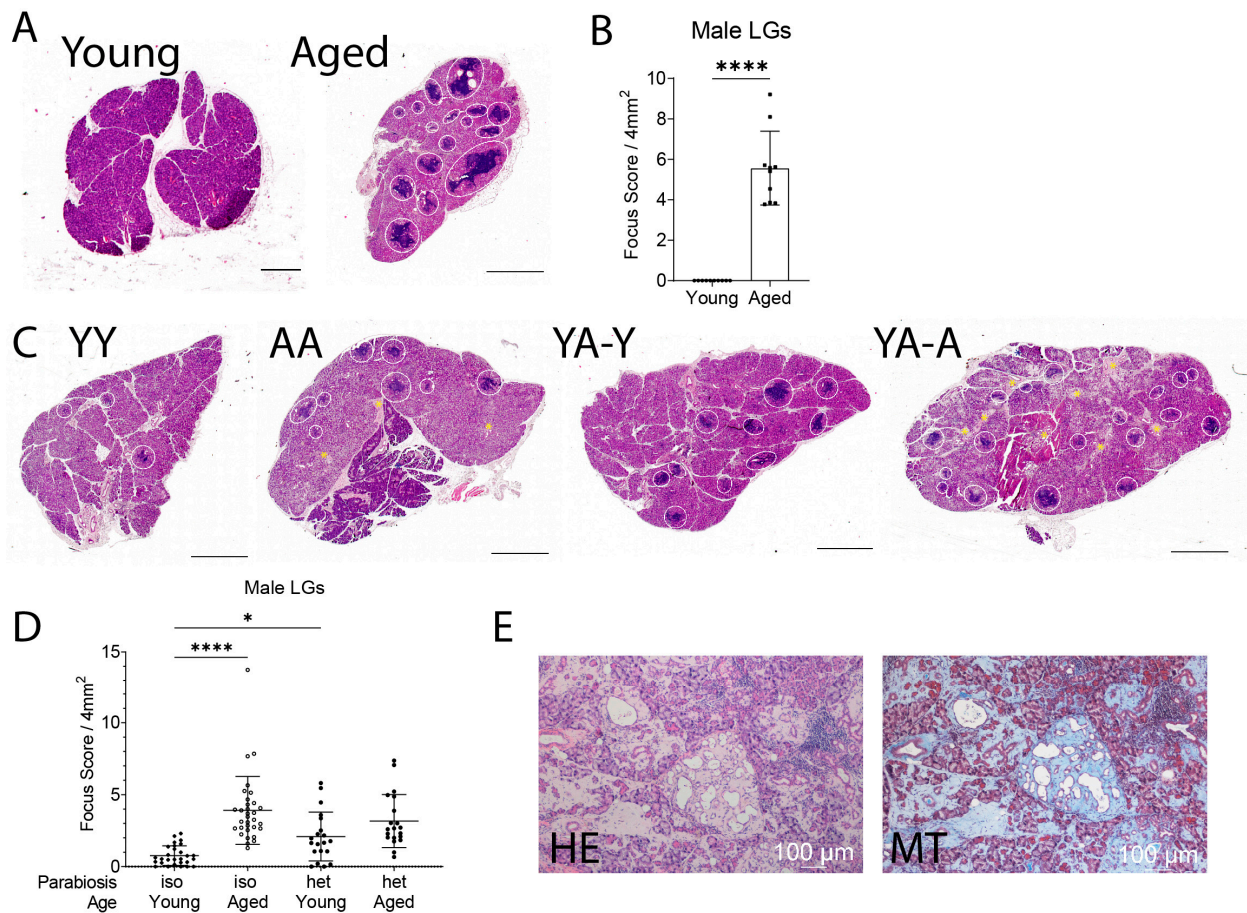 A
Young
Aged
B
Male LGs
****
Focus Score / 4mm²
10
8
6
4
2
0
Young Aged
C
YY
AA
YA-Y
YA-A
Male LGs
D
*
****
Focus Score / 4mm²
15
10
5
0
Parabiosis iso iso het het
Age Young Aged Young Aged
E
HE
100 µm
MT
100 µm